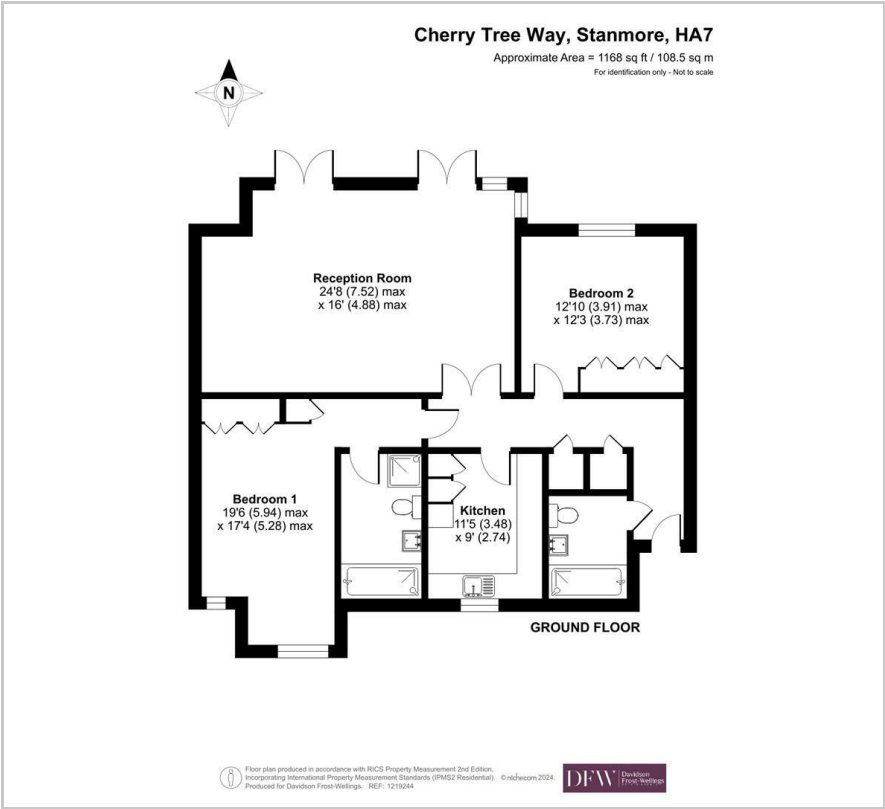 Cherry Tree Way, Stanmore, HA7
Approximate Area = 1168 sq ft / 108.5 sq m
For identification only - Not to scale
N
Reception Room
24'8 (7.52) max
x 16' (4.88) max
Bedroom 2
12'10 (3.91) max
x 12'3 (3.73) max
Bedroom 1
19'6 (5.94) max
x 17'4 (5.28) max
Kitchen
11'5 (3.48)
x 9' (2.74)
GROUND FLOOR
Floor plan produced in accordance with RICS Property Measurement 2nd Edition,
Incorporating International Property Measurement Standards (IPMS2 Residential). © nichecom 2024.
Produced for Davidson Frost-Wellings. REF: 1219244
DFW
Davidson
Frost-Wellings